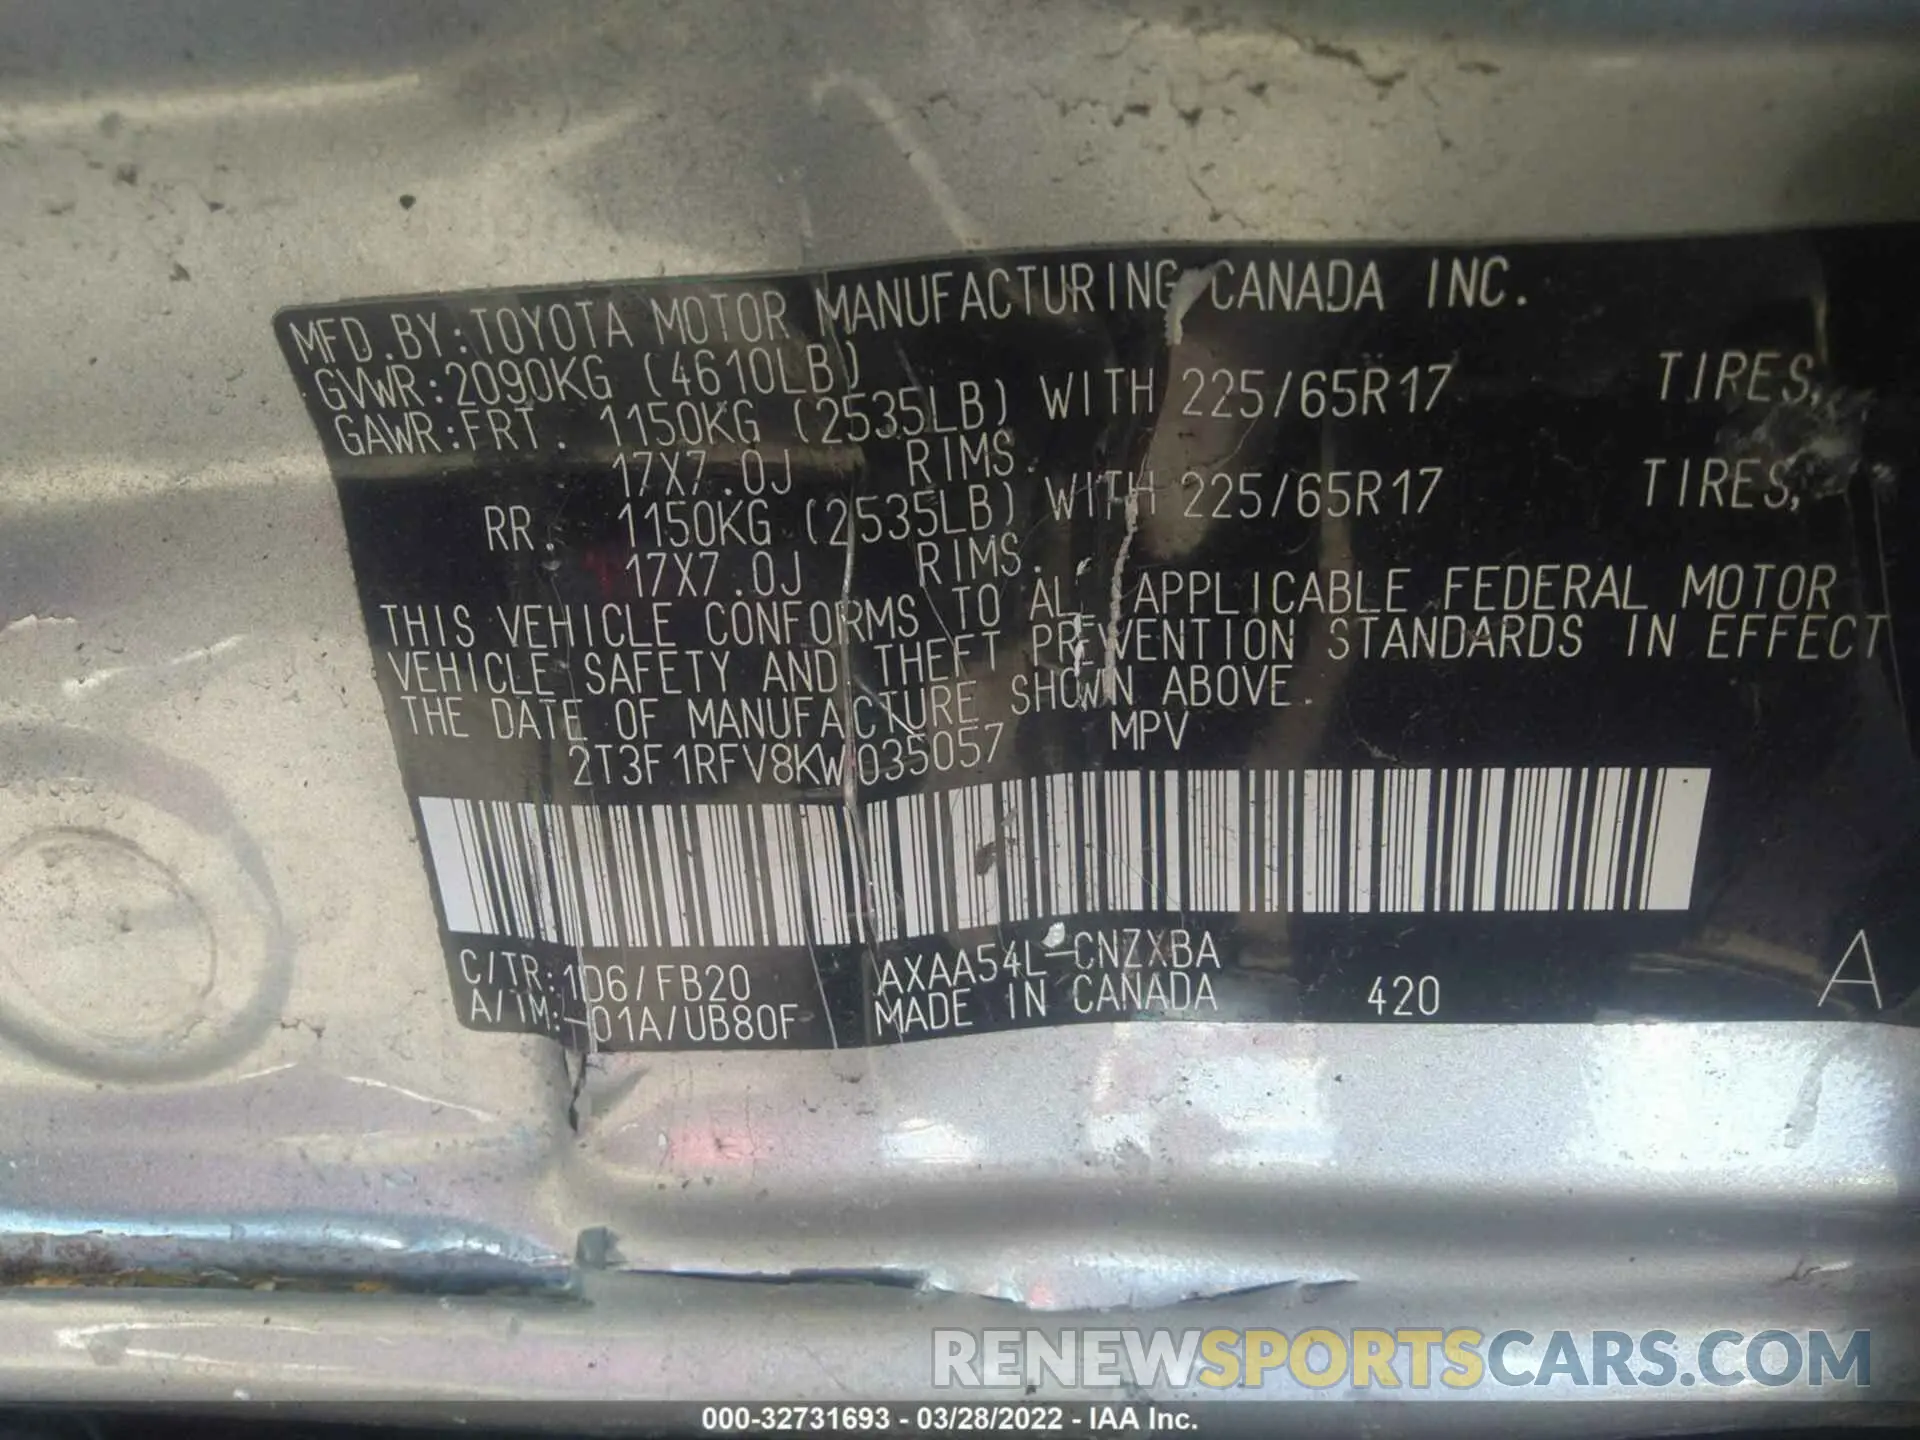 MFD.BY:TOYOTA MOTOR MANUFACTURING CANADA INC.
GVWR:2090KG (4610LB)
GAWR:FRT. 1150KG (2535LB) WITH 225/65R17 TIRES,
17X7.0J RIMS.
RR. 1150KG (2535LB) WITH 225/65R17 TIRES,
17X7.0J RIMS.
THIS VEHICLE CONFORMS TO ALL APPLICABLE FEDERAL MOTOR
VEHICLE SAFETY AND THEFT PREVENTION STANDARDS IN EFFECT
THE DATE OF MANUFACTURE SHOWN ABOVE.
2T3F1RFV8KW035057 MPV
C/TR:1D6/FB20 AXAA54L-CNZXBA
A/TM:-01A/UB80F MADE IN CANADA 420 A
RENEWSPORTSCARS.COM
000-32731693 - 03/28/2022 - IAA Inc.